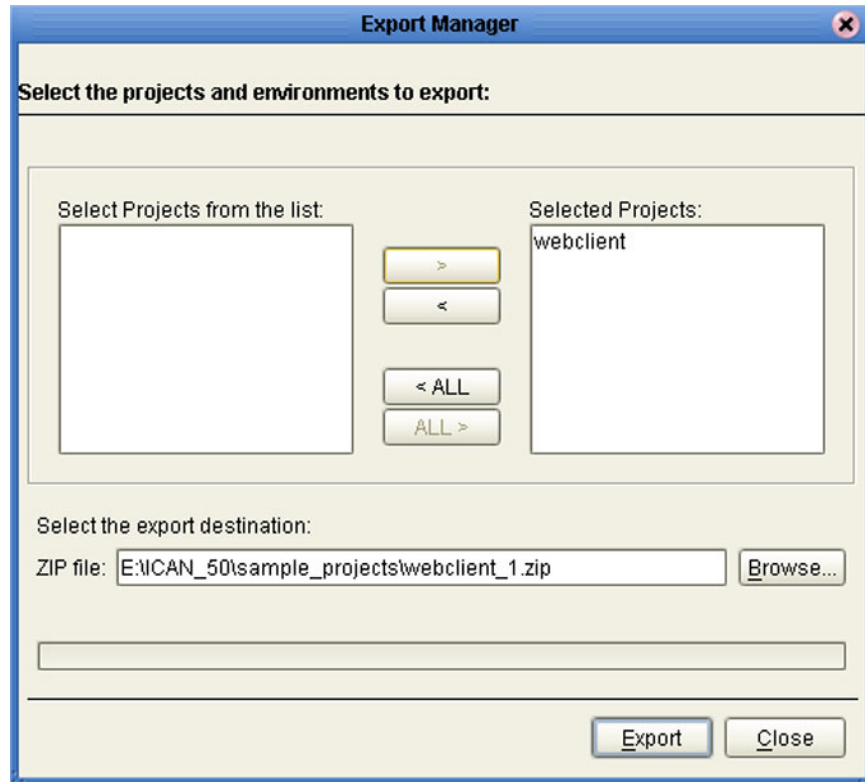 Export Manager
Select the projects and environments to export:
Select Projects from the list:
Selected Projects:
webclient
>
<
< ALL
ALL >
Select the export destination:
ZIP file: E:\ICAN_50\sample_projects\webclient_1.zip Browse...
Export Close